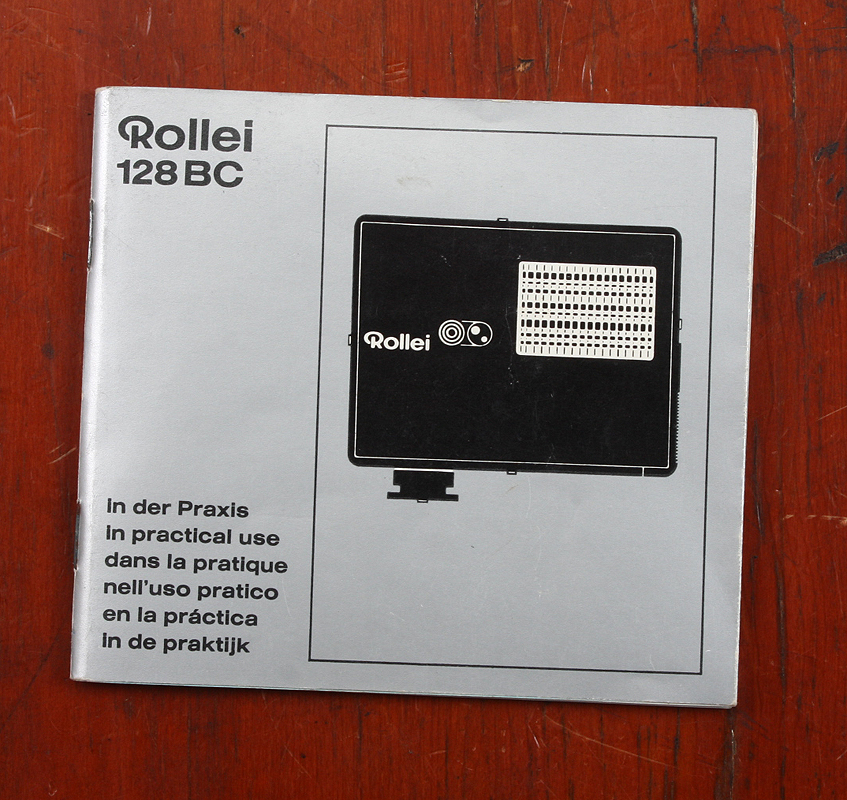 Rollei
128 BC
in der Praxis
in practical use
dans la pratique
nell'uso pratico
en la práctica
in de praktijk
Rollei